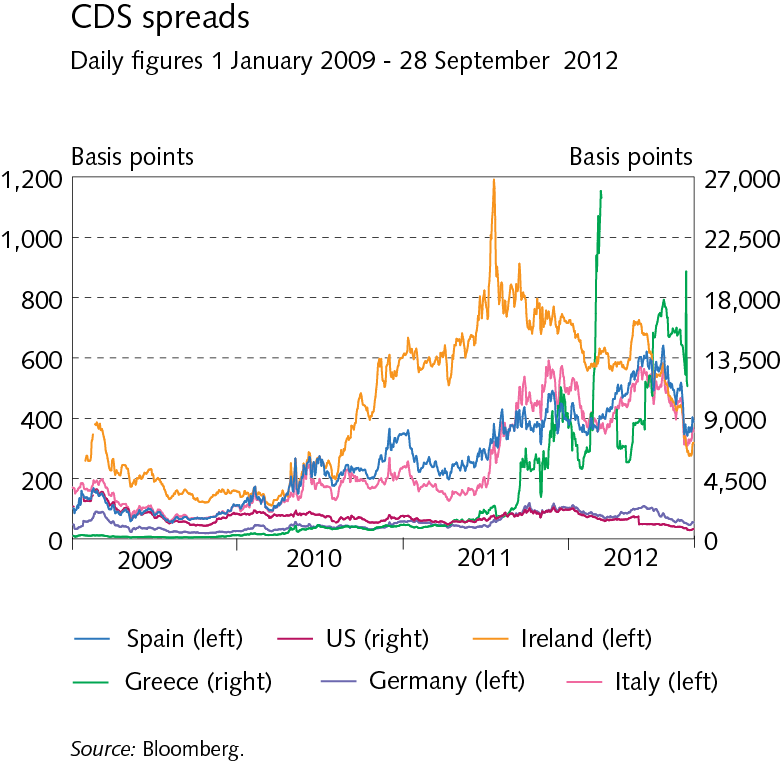 CDS spreads
Daily figures 1 January 2009 - 28 September 2012
Basis points Basis points
1,200 27,000
1,000 22,500
800 18,000
600 13,500
400 9,000
200 4,500
0 0
2009 2010 2011 2012
Spain (left) US (right) Ireland (left)
Greece (right) Germany (left) Italy (left)
Source: Bloomberg.